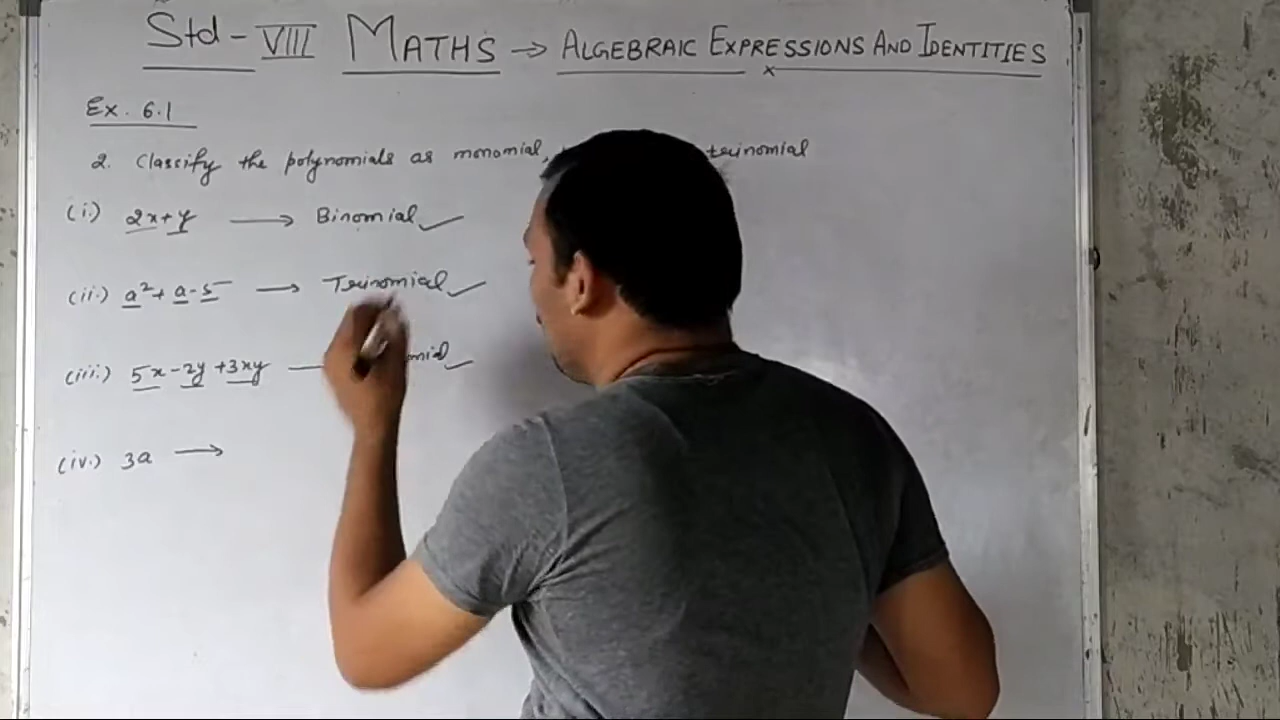 Std - VIII MATHS → ALGEBRAIC EXPRESSIONS AND IDENTITIES
Ex. 6.1
2. Classify the polynomials as monomial, trinomial
(i.) 2x+y → Binomial ✓
(ii.) a²+a-5 → Trinomial ✓
(iii.) 5x-2y+3xy mial ✓
(iv.) 3a →